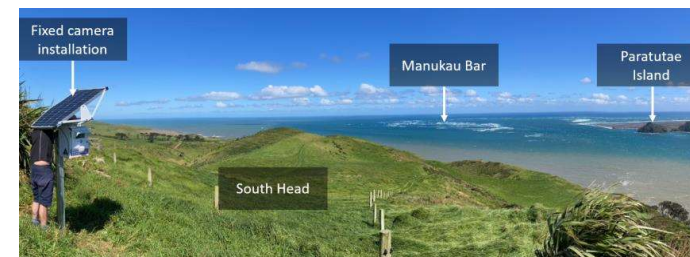 Fixed camera
installation
Manukau Bar
Paratutae
Island
South Head